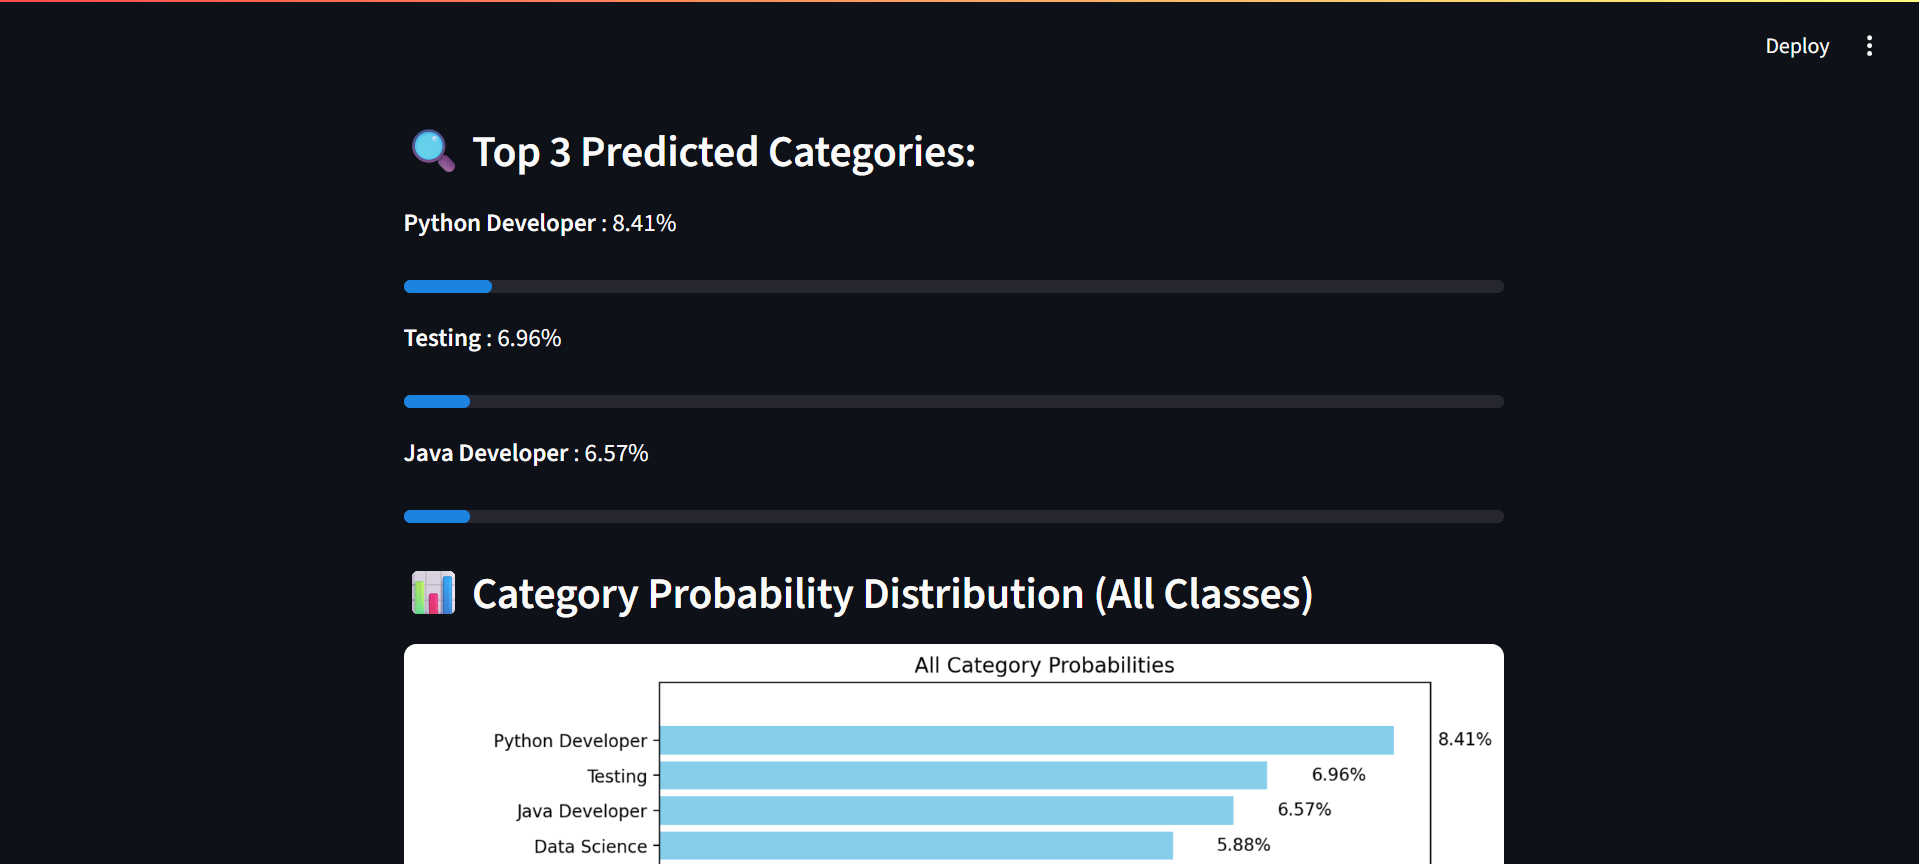 Deploy
Top 3 Predicted Categories:
Python Developer : 8.41%
Testing : 6.96%
Java Developer : 6.57%
Category Probability Distribution (All Classes)
All Category Probabilities
Python Developer 8.41%
Testing 6.96%
Java Developer 6.57%
Data Science 5.88%